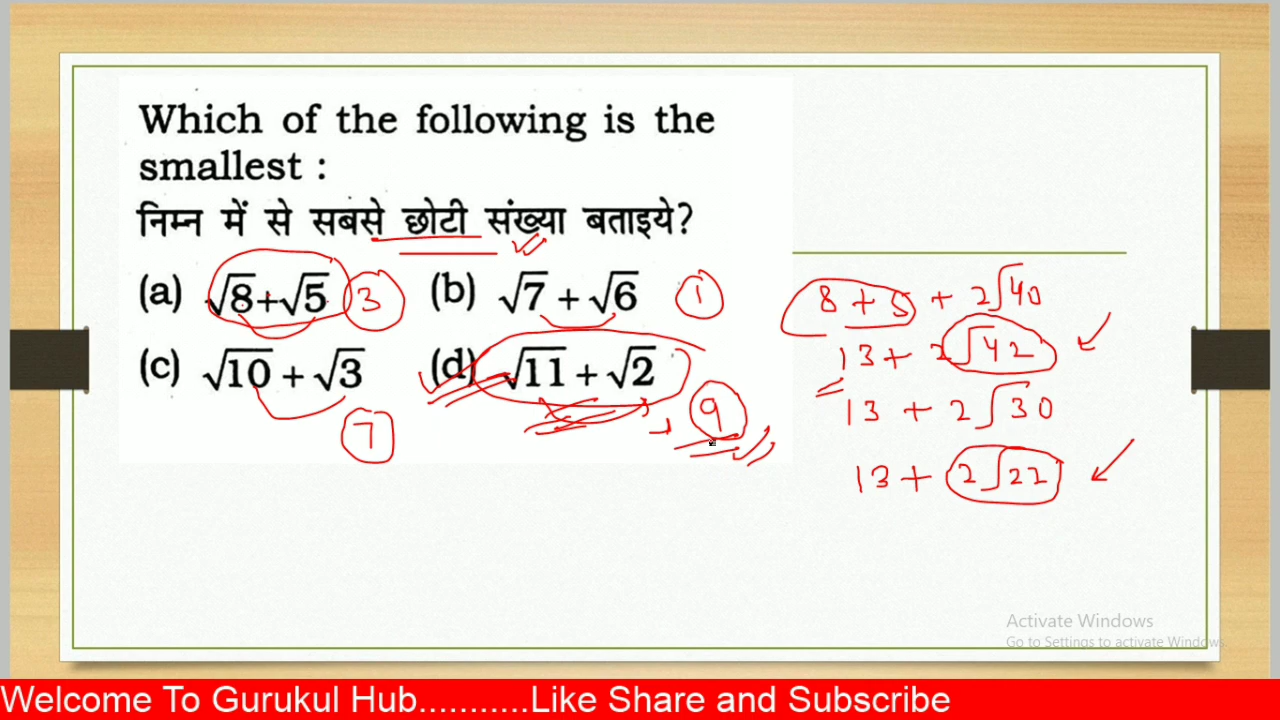 Which of the following is the
smallest :
निम्न में से सबसे छोटी संख्या बताइये?
(a) √8+√5 3 (b) √7 + √6 1
(c) √10 + √3 7 (d) √11 + √2 9
8 + 5 + 2√40
13 + 2√42
13 + 2√30
13 + 2√22
Activate Windows
Go to Settings to activate Windows.
Welcome To Gurukul Hub...........Like Share and Subscribe